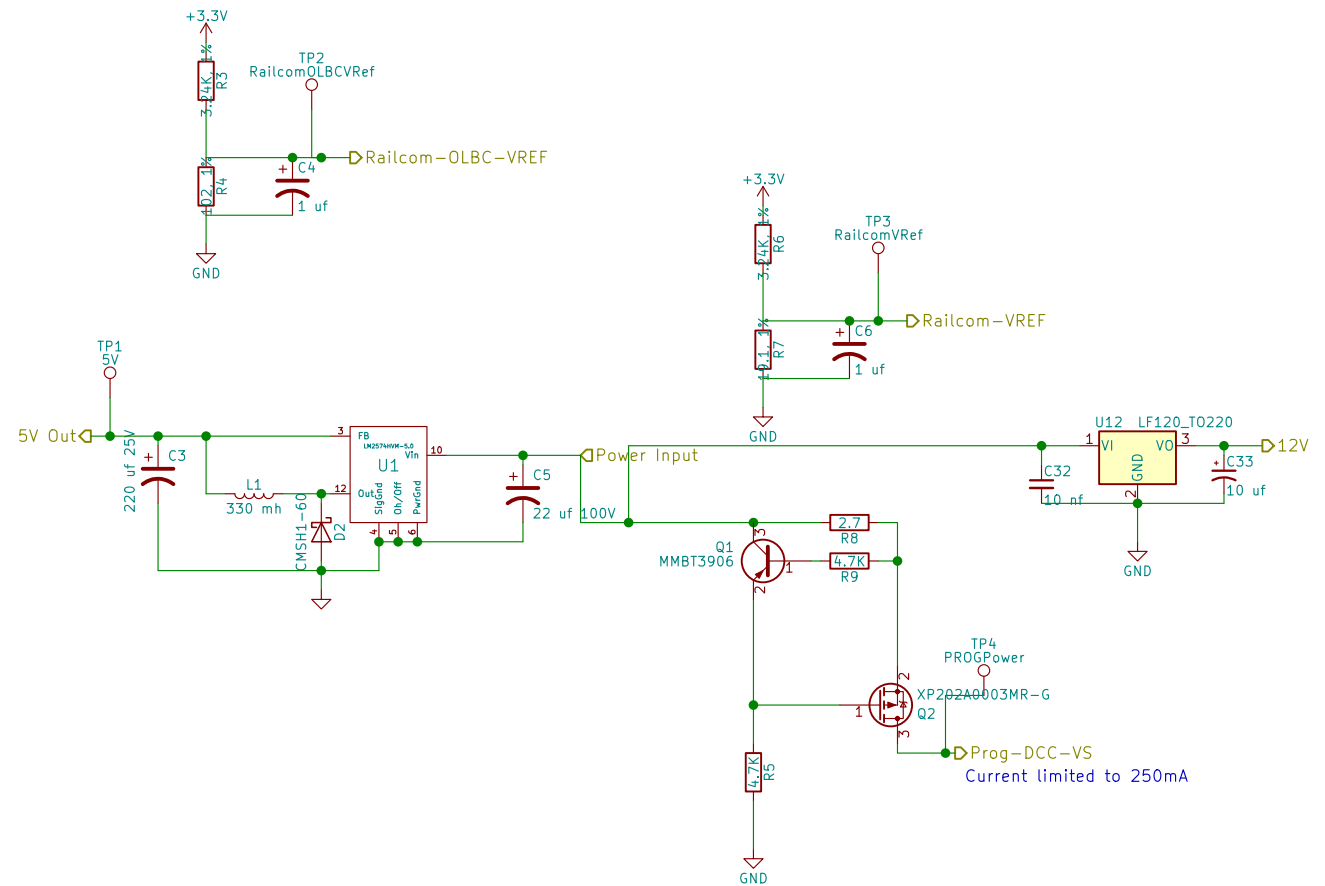 +3.3V
3.24K, 1%
R3
TP2
RailcomOLBCVRef
Railcom-OLBC-VREF
C4
+
1 uf
102, 1%
R4
GND
+3.3V
3.24K, 1%
R6
TP3
RailcomVRef
Railcom-VREF
C6
+
1 uf
R7
GND
TP1
5V
5V Out
220 uf 25V
+
C3
L1
330 mh
CMSH1-60
D2
3
FB
LM2574HVM-5.0
Vin
10
U1
12
Out
SigGnd
On/Off
PwrGnd
4
5
6
Power Input
+
C5
22 uf 100V
Q1
MMBT3906
3
1
2
2.7
R8
4.7K
R9
4.7K
R5
GND
TP4
PROGPower
XP202A0003MR-G
Q2
2
1
3
Prog-DCC-VS
Current limited to 250mA
U12
LF120_TO220
1
VI
VO
3
GND
2
C32
10 nf
+
C33
10 uf
12V
GND